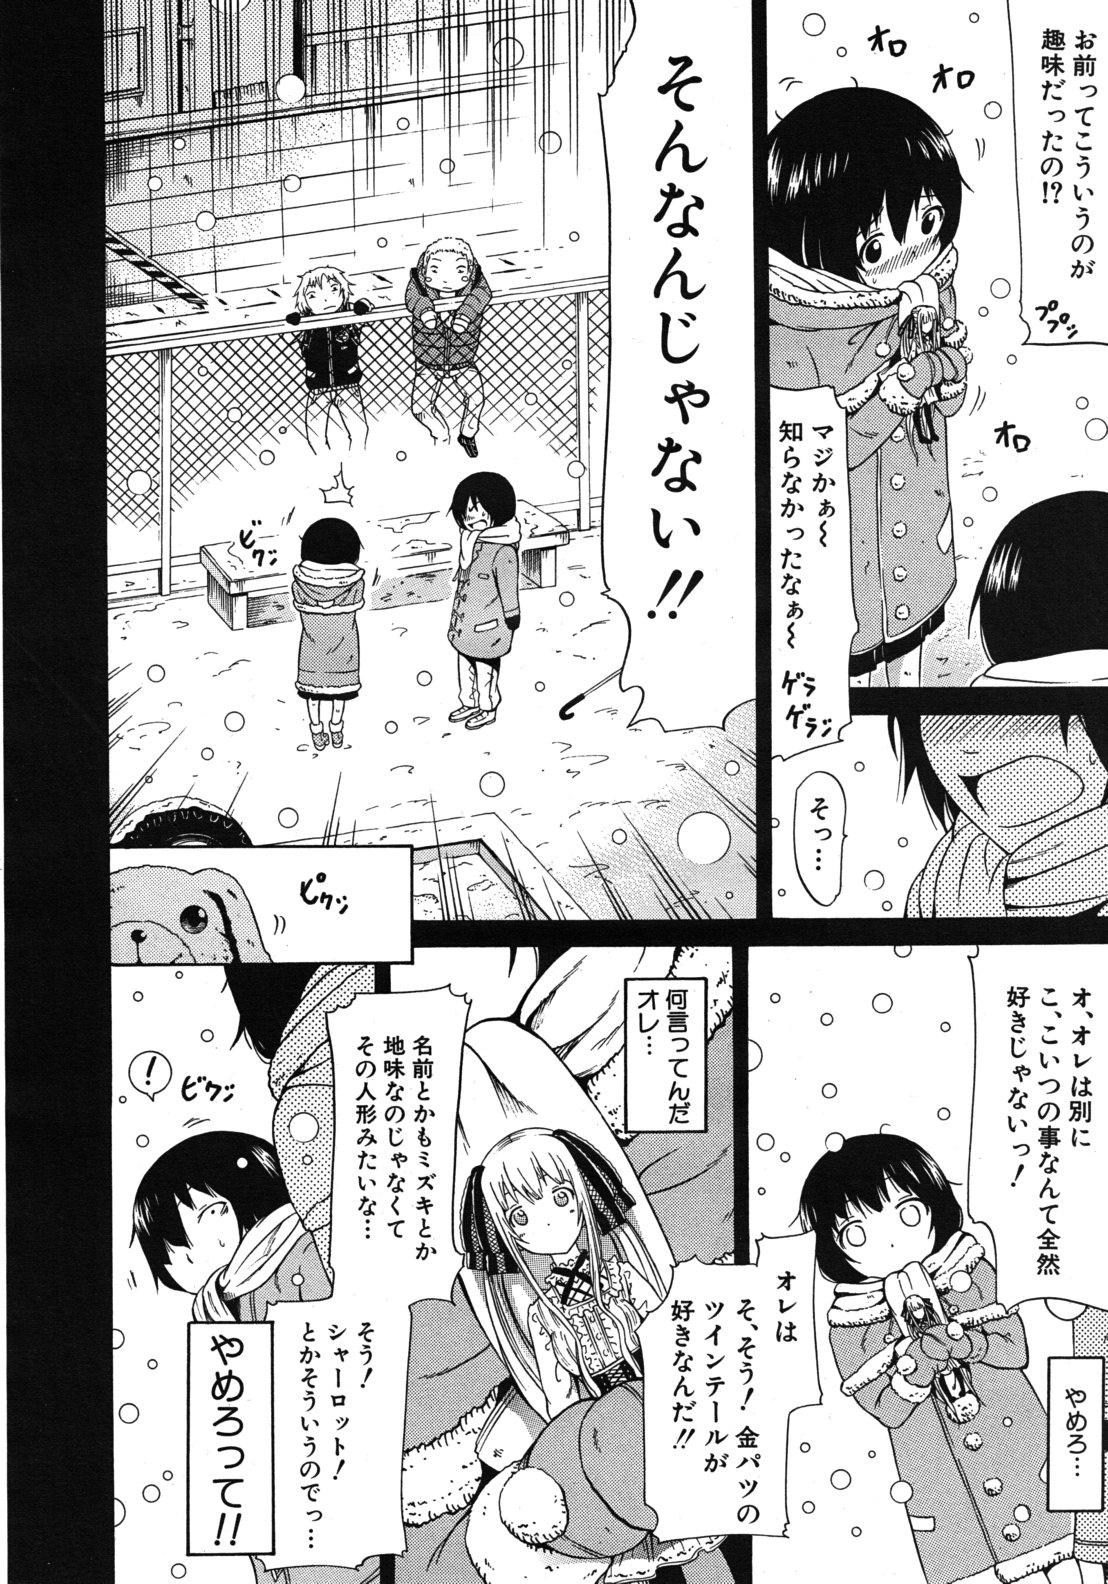 お前ってこういうのが
趣味だったの!?
オロ
オロ
ププッ
オロ
マジかぁ〜
知らなかったなぁ〜
ゲラ
ゲラッ
そっ…
そんなんじゃない!!
ビクッ
ピクッ
オ、オレは別に
こ、こいつの事なんて全然
好きじゃないっ!
やめろ…
オレは
そ、そう!金パツの
ツインテールが
好きなんだ!!
何言ってんだ
オレ…
名前とかもミズキとか
地味なのじゃなくて
その人形みたいな…
!
ビクッ
そう!
シャーロット!
とかそういうのでっ…
やめろって!!